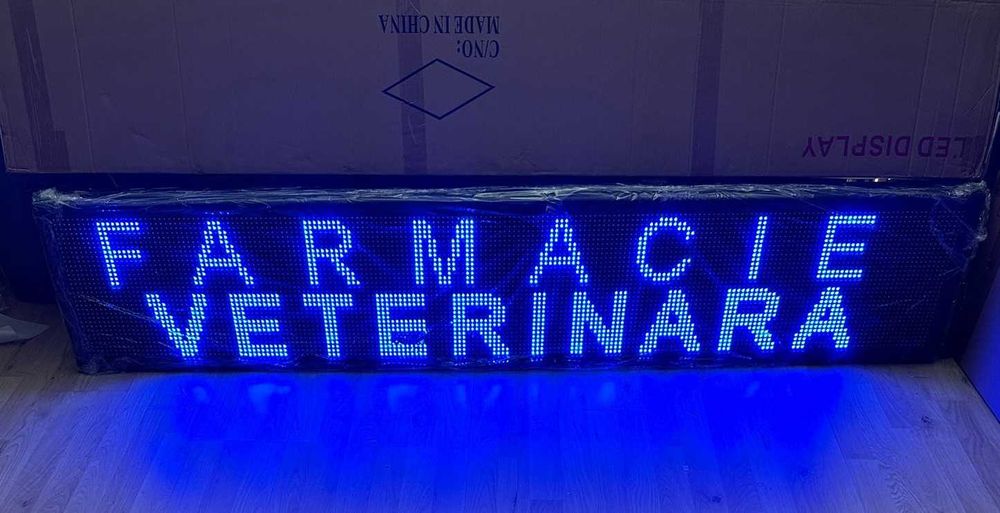 C/NO:
MADE IN CHINA
LED DISPLAY
FARMACIE
VETERINARA